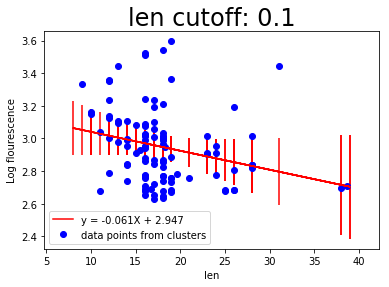 len cutoff: 0.1
Log flourescence
3.6
3.4
3.2
3.0
2.8
2.6
2.4
y = -0.061X + 2.947
data points from clusters
5 10 15 20 25 30 35 40
len